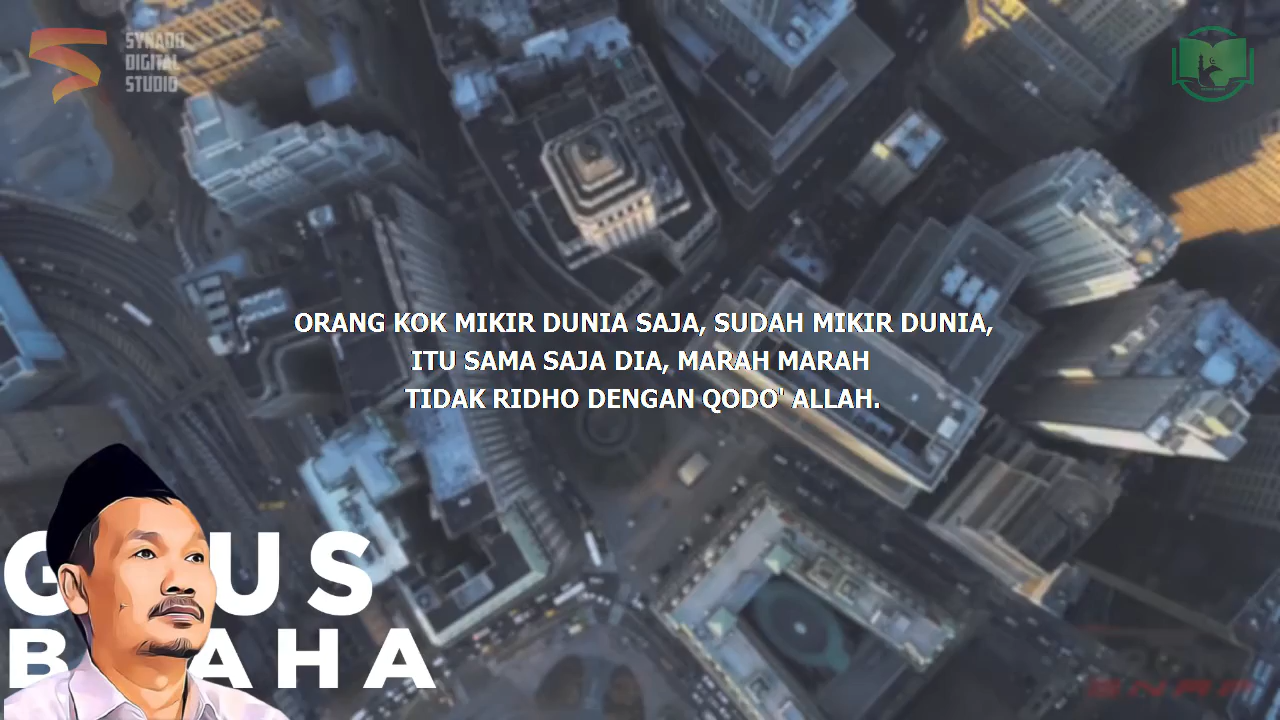 SYNADO
DIGITAL
STUDIO
ORANG KOK MIKIR DUNIA SAJA, SUDAH MIKIR DUNIA,
ITU SAMA SAJA DIA, MARAH MARAH
TIDAK RIDHO DENGAN QODO' ALLAH.